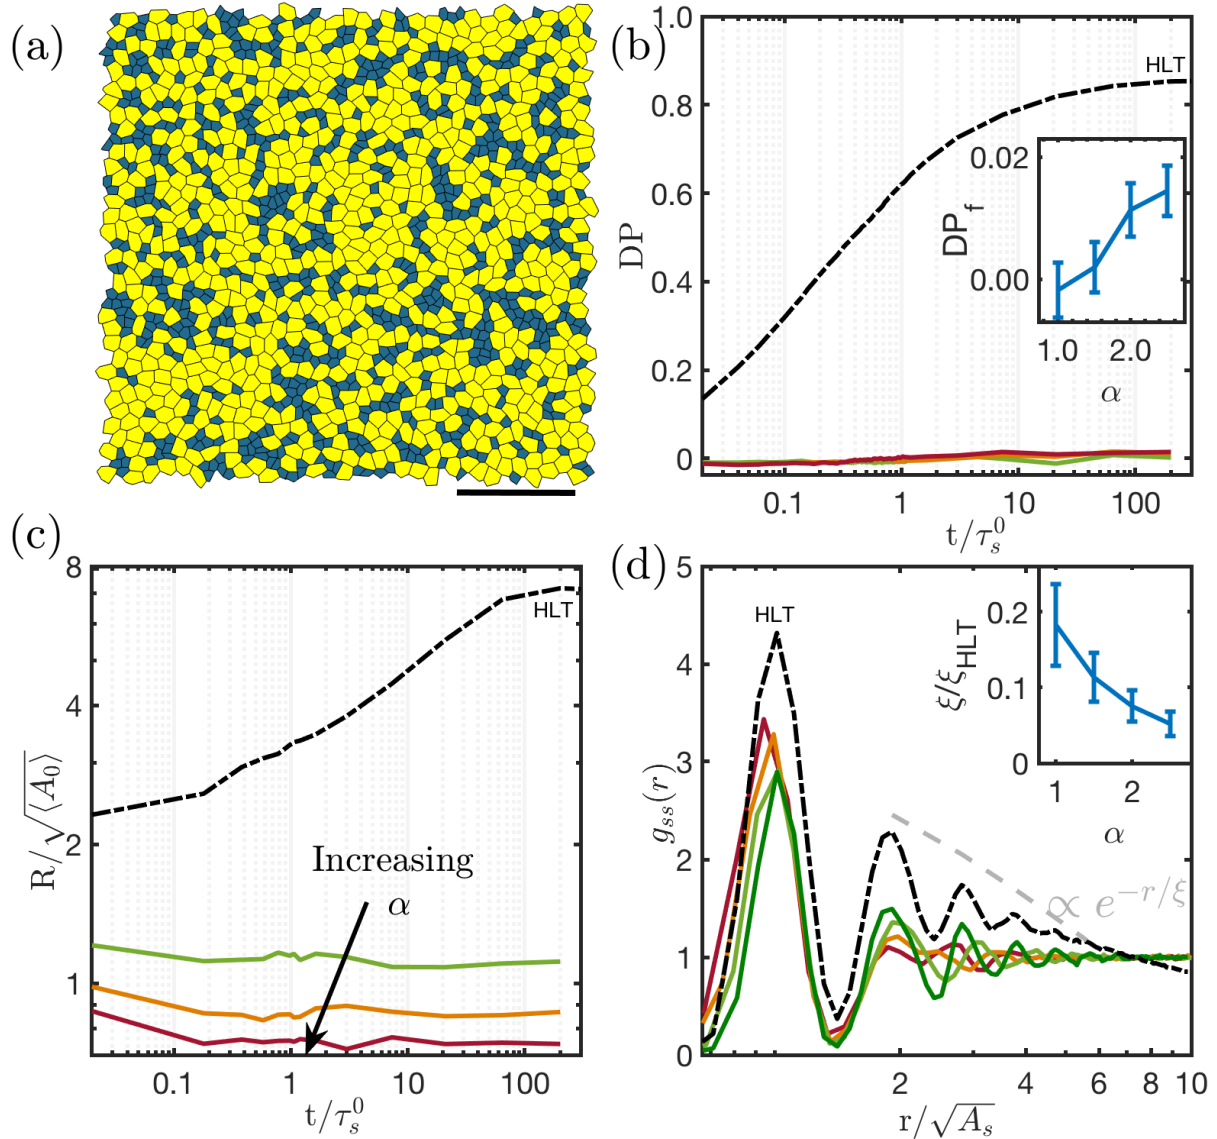 (a)
(b)
1.0
0.8
0.6
0.4
0.2
0
DP
HLT
0.1
1
10
100
t/τ_s^0
0.02
0.00
DP_f
1.0
2.0
α
(c)
8
4
2
1
R/√⟨A_0⟩
HLT
Increasing
α
0.1
1
10
100
t/τ_s^0
(d)
5
4
3
2
1
0
g_{ss}(r)
HLT
∝ e^{-r/ξ}
2
4
6
8
10
r/√A_s
0.2
0.1
0
ξ/ξ_HLT
1
2
α